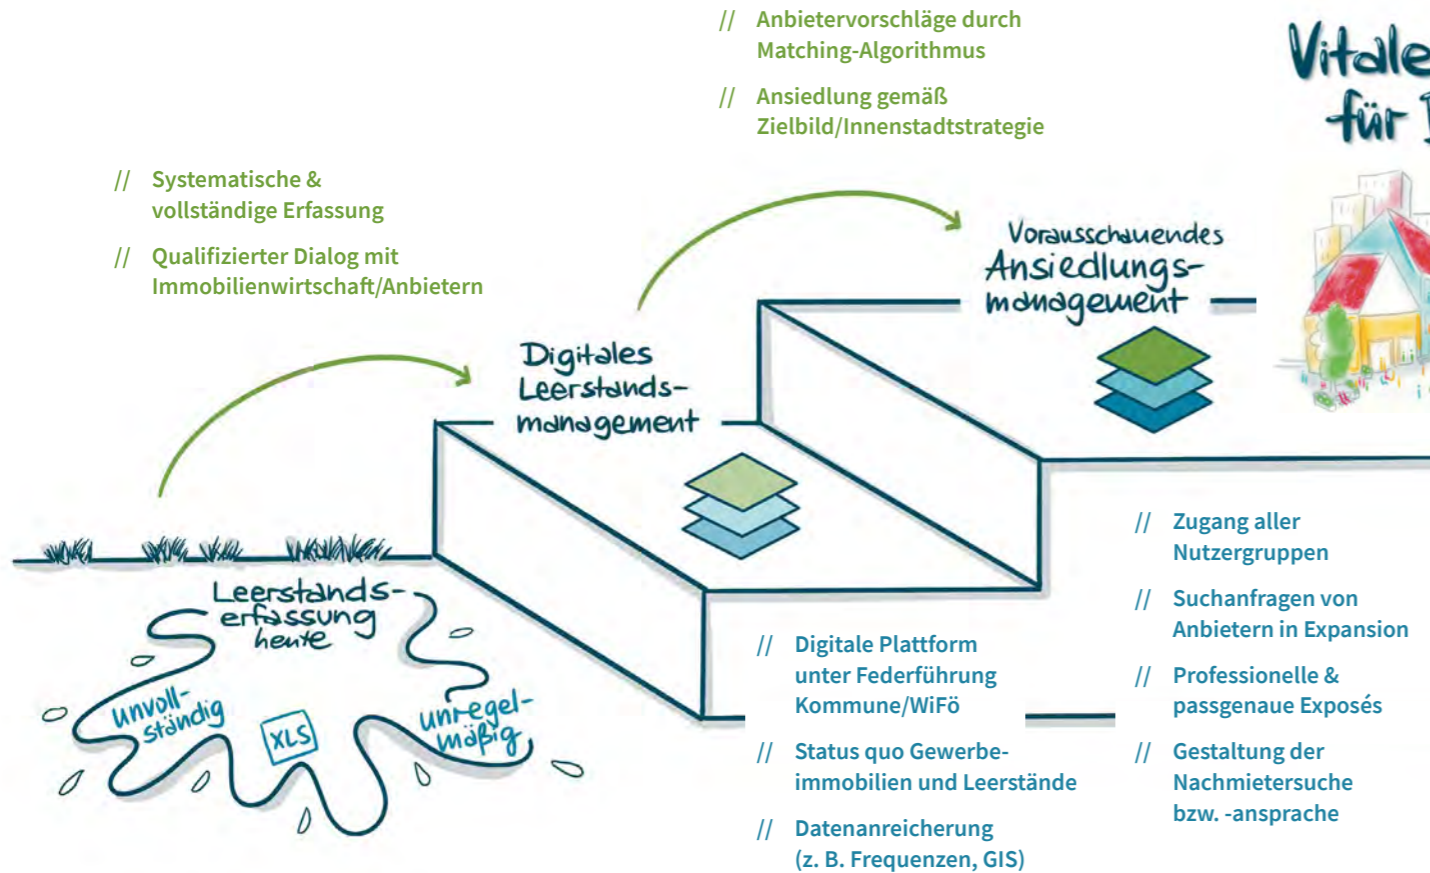 // Anbietervorschläge durch
Matching-Algorithmus
// Ansiedlung gemäß
Zielbild/Innenstadtstrategie
Vitale
für
// Systematische &
vollständige Erfassung
// Qualifizierter Dialog mit
Immobilienwirtschaft/Anbietern
Vorausschauendes
Ansiedlungs-
management
Digitales
Leerstands-
management
Leerstands-
erfassung
heute
unvoll-
ständig
XLS
unregel-
mäßig
// Digitale Plattform
unter Federführung
Kommune/WiFö
// Status quo Gewerbe-
immobilien und Leerstände
// Datenanreicherung
(z. B. Frequenzen, GIS)
// Zugang aller
Nutzergruppen
// Suchanfragen von
Anbietern in Expansion
// Professionelle &
passgenaue Exposés
// Gestaltung der
Nachmietersuche
bzw. -ansprache